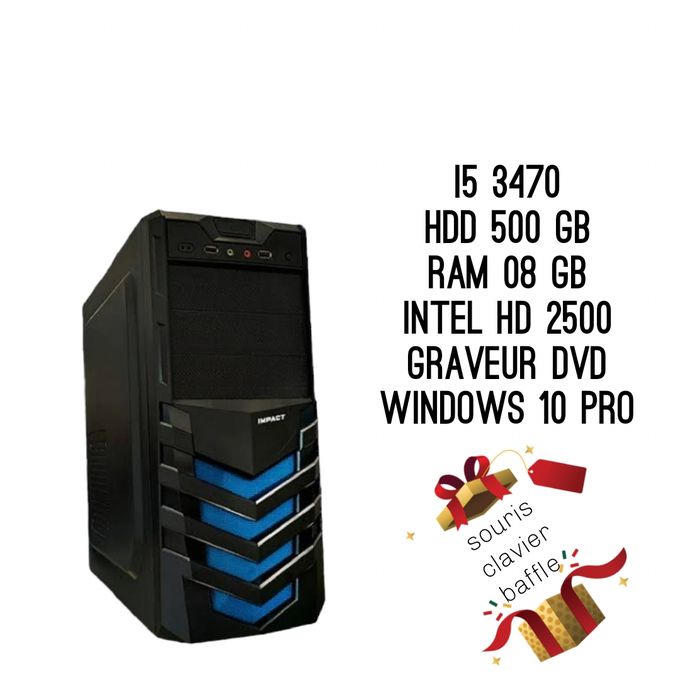 I5 3470
HDD 500 GB
RAM 08 GB
INTEL HD 2500
GRAVEUR DVD
WINDOWS 10 PRO
IMPACT
souris
clavier
baffle